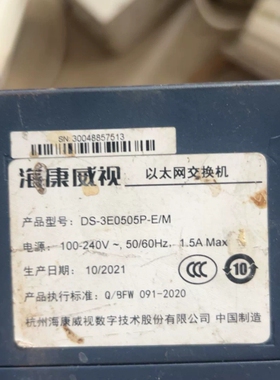 SN 30048857513
海康威视 以太网交换机
产品型号: DS-3E0505P-E/M
电源: 100-240V ~, 50/60Hz, 1.5A Max
生产日期: 10/2021
CCC 10
产品执行标准: Q/BFW 091-2020
杭州海康威视数字技术股份有限公司 中国制造